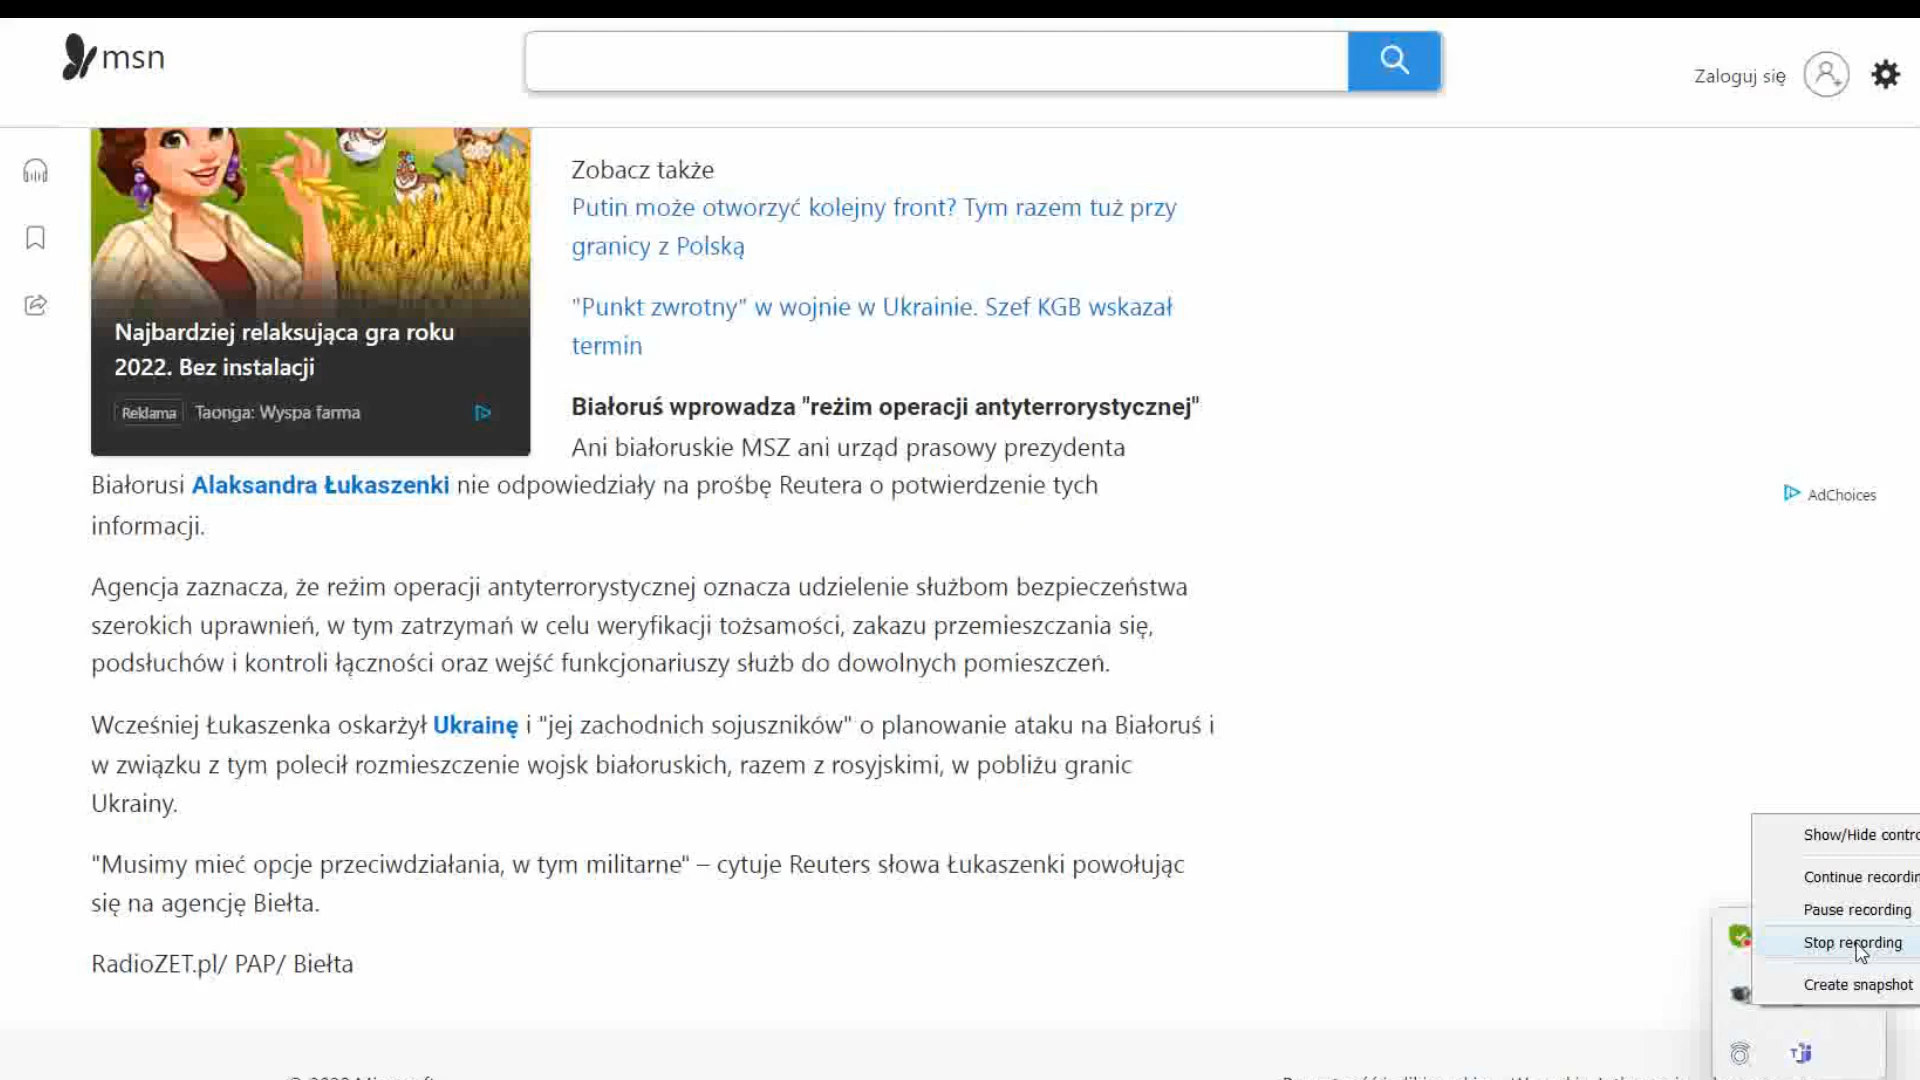 msn
Zaloguj się
Zobacz także
Putin może otworzyć kolejny front? Tym razem tuż przy
granicy z Polską
"Punkt zwrotny" w wojnie w Ukrainie. Szef KGB wskazał
termin
Najbardziej relaksująca gra roku
2022. Bez instalacji
Reklama Taonga: Wyspa farma
Białoruś wprowadza "reżim operacji antyterrorystycznej"
Ani białoruskie MSZ ani urząd prasowy prezydenta
Białorusi Alaksandra Łukaszenki nie odpowiedziały na prośbę Reutera o potwierdzenie tych
informacji.
AdChoices
Agencja zaznacza, że reżim operacji antyterrorystycznej oznacza udzielenie służbom bezpieczeństwa
szerokich uprawnień, w tym zatrzymań w celu weryfikacji tożsamości, zakazu przemieszczania się,
podsłuchów i kontroli łączności oraz wejść funkcjonariuszy służb do dowolnych pomieszczeń.
Wcześniej Łukaszenka oskarżył Ukrainę i "jej zachodnich sojuszników" o planowanie ataku na Białoruś i
w związku z tym polecił rozmieszczenie wojsk białoruskich, razem z rosyjskimi, w pobliżu granic
Ukrainy.
"Musimy mieć opcje przeciwdziałania, w tym militarne" – cytuje Reuters słowa Łukaszenki powołując
się na agencję Biełta.
RadioZET.pl/ PAP/ Biełta
Show/Hide
Continue
Pause recording
Stop recording
Create snapshot